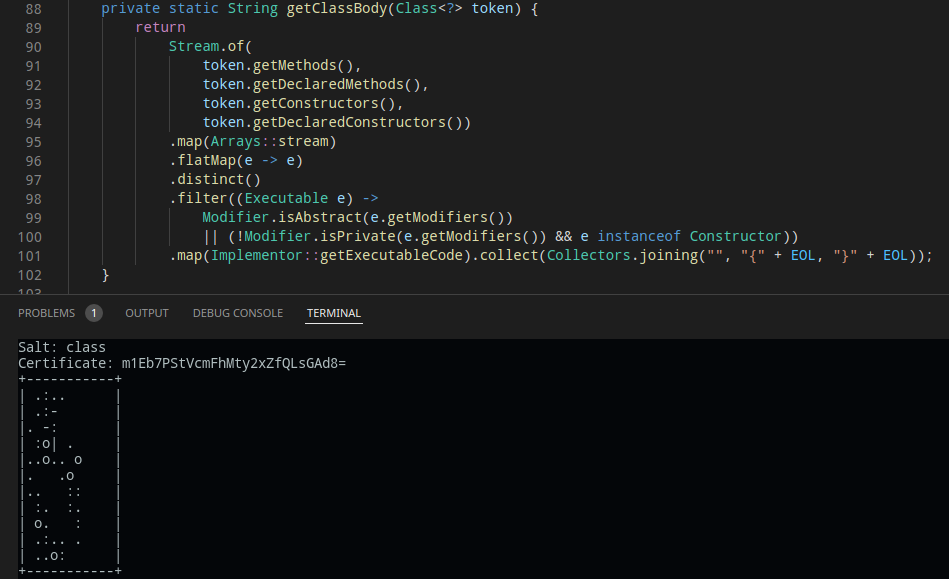 88    private static String getClassBody(Class<?> token) {
89        return
90            Stream.of(
91                token.getMethods(),
92                token.getDeclaredMethods(),
93                token.getConstructors(),
94                token.getDeclaredConstructors())
95            .map(Arrays::stream)
96            .flatMap(e -> e)
97            .distinct()
98            .filter((Executable e) ->
99                Modifier.isAbstract(e.getModifiers())
100                || (!Modifier.isPrivate(e.getModifiers()) && e instanceof Constructor))
101            .map(Implementor::getExecutableCode).collect(Collectors.joining("", "{" + EOL, "}" + EOL));
102    }
103
PROBLEMS 1 OUTPUT DEBUG CONSOLE TERMINAL
Salt: class
Certificate: m1Eb7PStVcmFhMty2xZfQLsGAd8=
+-----------+
| .:..      |
| .:-       |
|. -:       |
| :o| .     |
|..o.. o    |
|.   .o     |
|..   ::    |
| :.  :.    |
| o.   :    |
| .:.. .    |
| ..o:      |
+-----------+